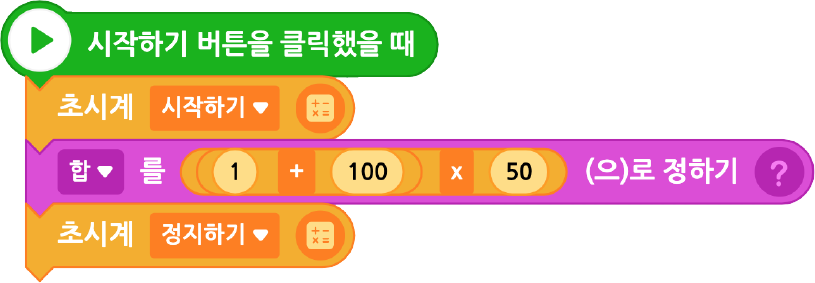 시작하기 버튼을 클릭했을 때
초시계 시작하기 ▼
합 ▼ 를 1 + 100 x 50 (으)로 정하기 ?
초시계 정지하기 ▼